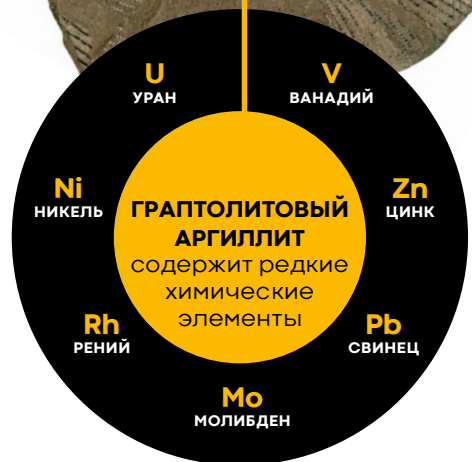 U
УРАН
V
ВАНАДИЙ
Ni
НИКЕЛЬ
Zn
ЦИНК
ГРАПТОЛИТОВЫЙ
АРГИЛЛИТ
содержит редкие
химические
элементы
Rh
РЕНИЙ
Pb
СВИНЕЦ
Mo
МОЛИБДЕН